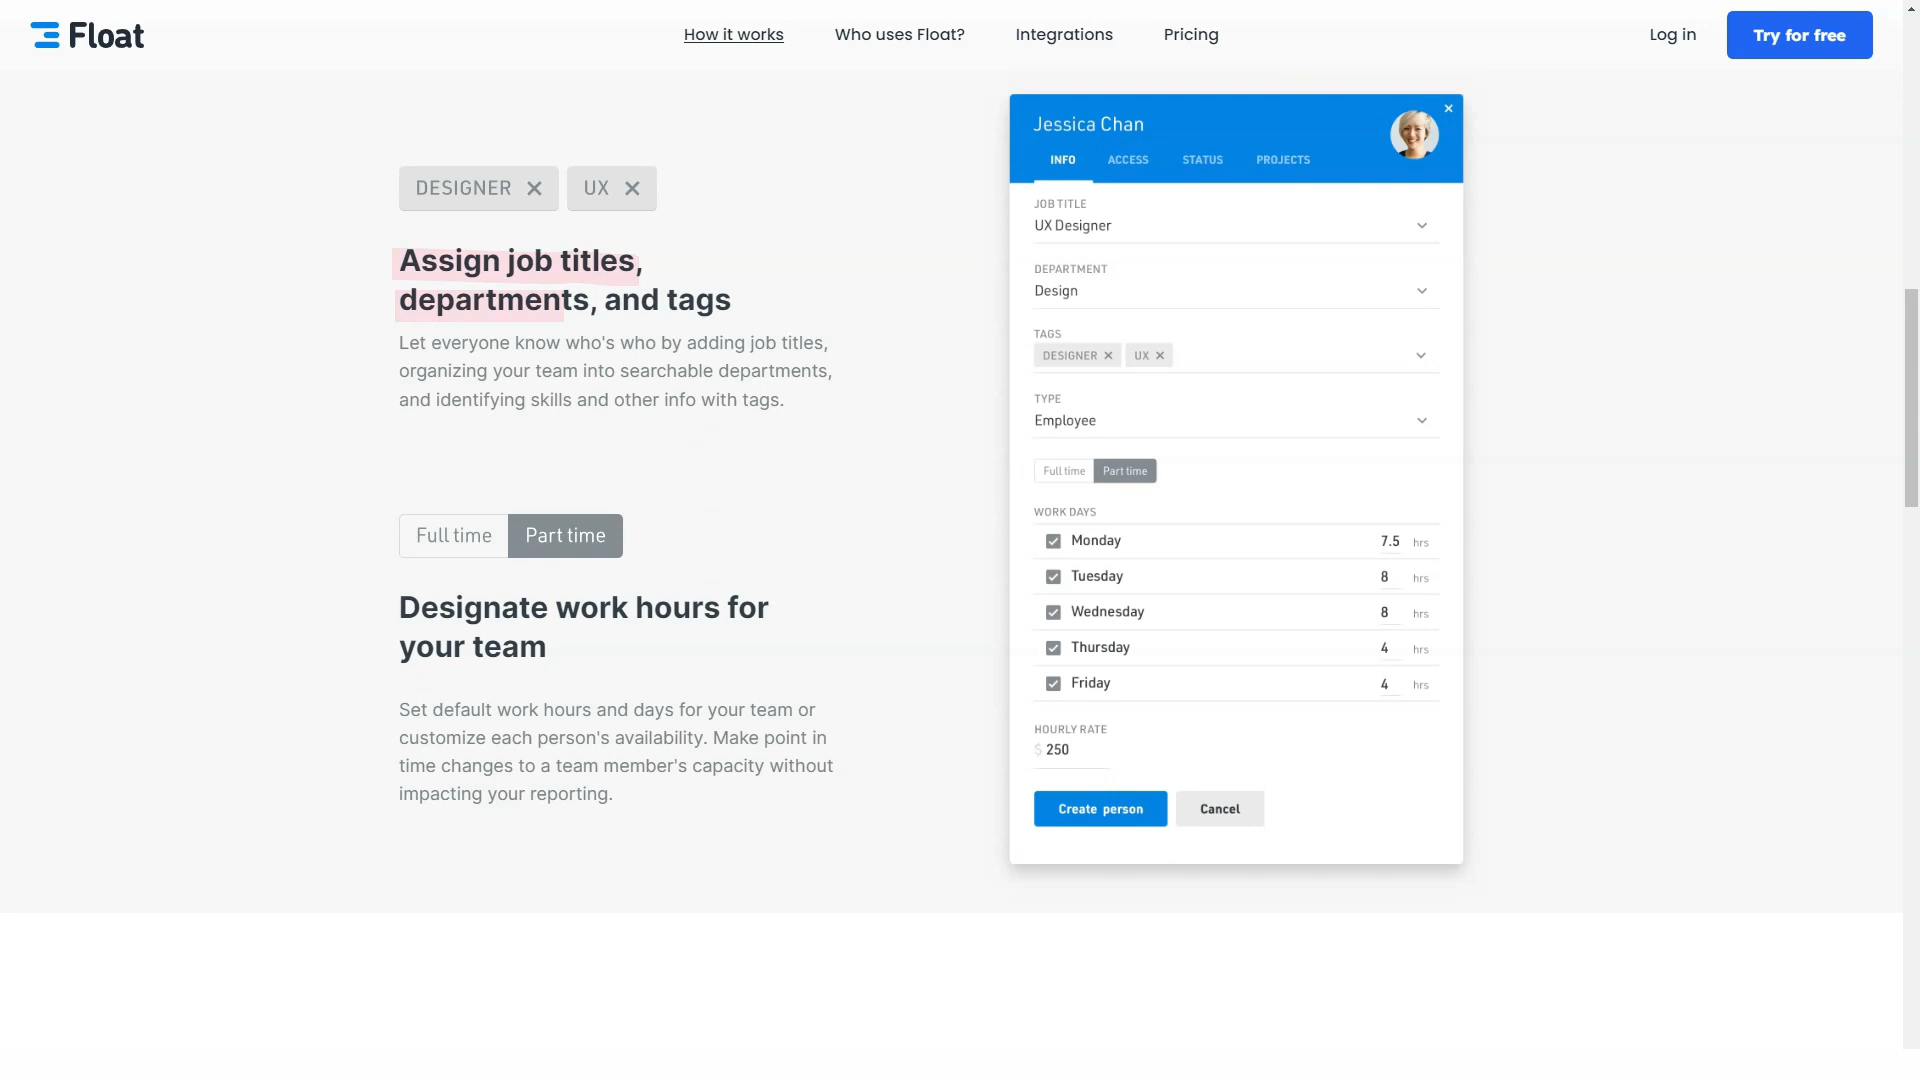 Float
How it works
Who uses Float?
Integrations
Pricing
Log in
Try for free
DESIGNER ✕
UX ✕
Assign job titles,
departments, and tags
Let everyone know who's who by adding job titles,
organizing your team into searchable departments,
and identifying skills and other info with tags.
Full time
Part time
Designate work hours for
your team
Set default work hours and days for your team or
customize each person's availability. Make point in
time changes to a team member's capacity without
impacting your reporting.
Jessica Chan
INFO
ACCESS
STATUS
PROJECTS
JOB TITLE
UX Designer
DEPARTMENT
Design
TAGS
DESIGNER ✕
UX ✕
TYPE
Employee
Full time
Part time
WORK DAYS
Monday 7.5 hrs
Tuesday 8 hrs
Wednesday 8 hrs
Thursday 4 hrs
Friday 4 hrs
HOURLY RATE
$ 250
Create person
Cancel